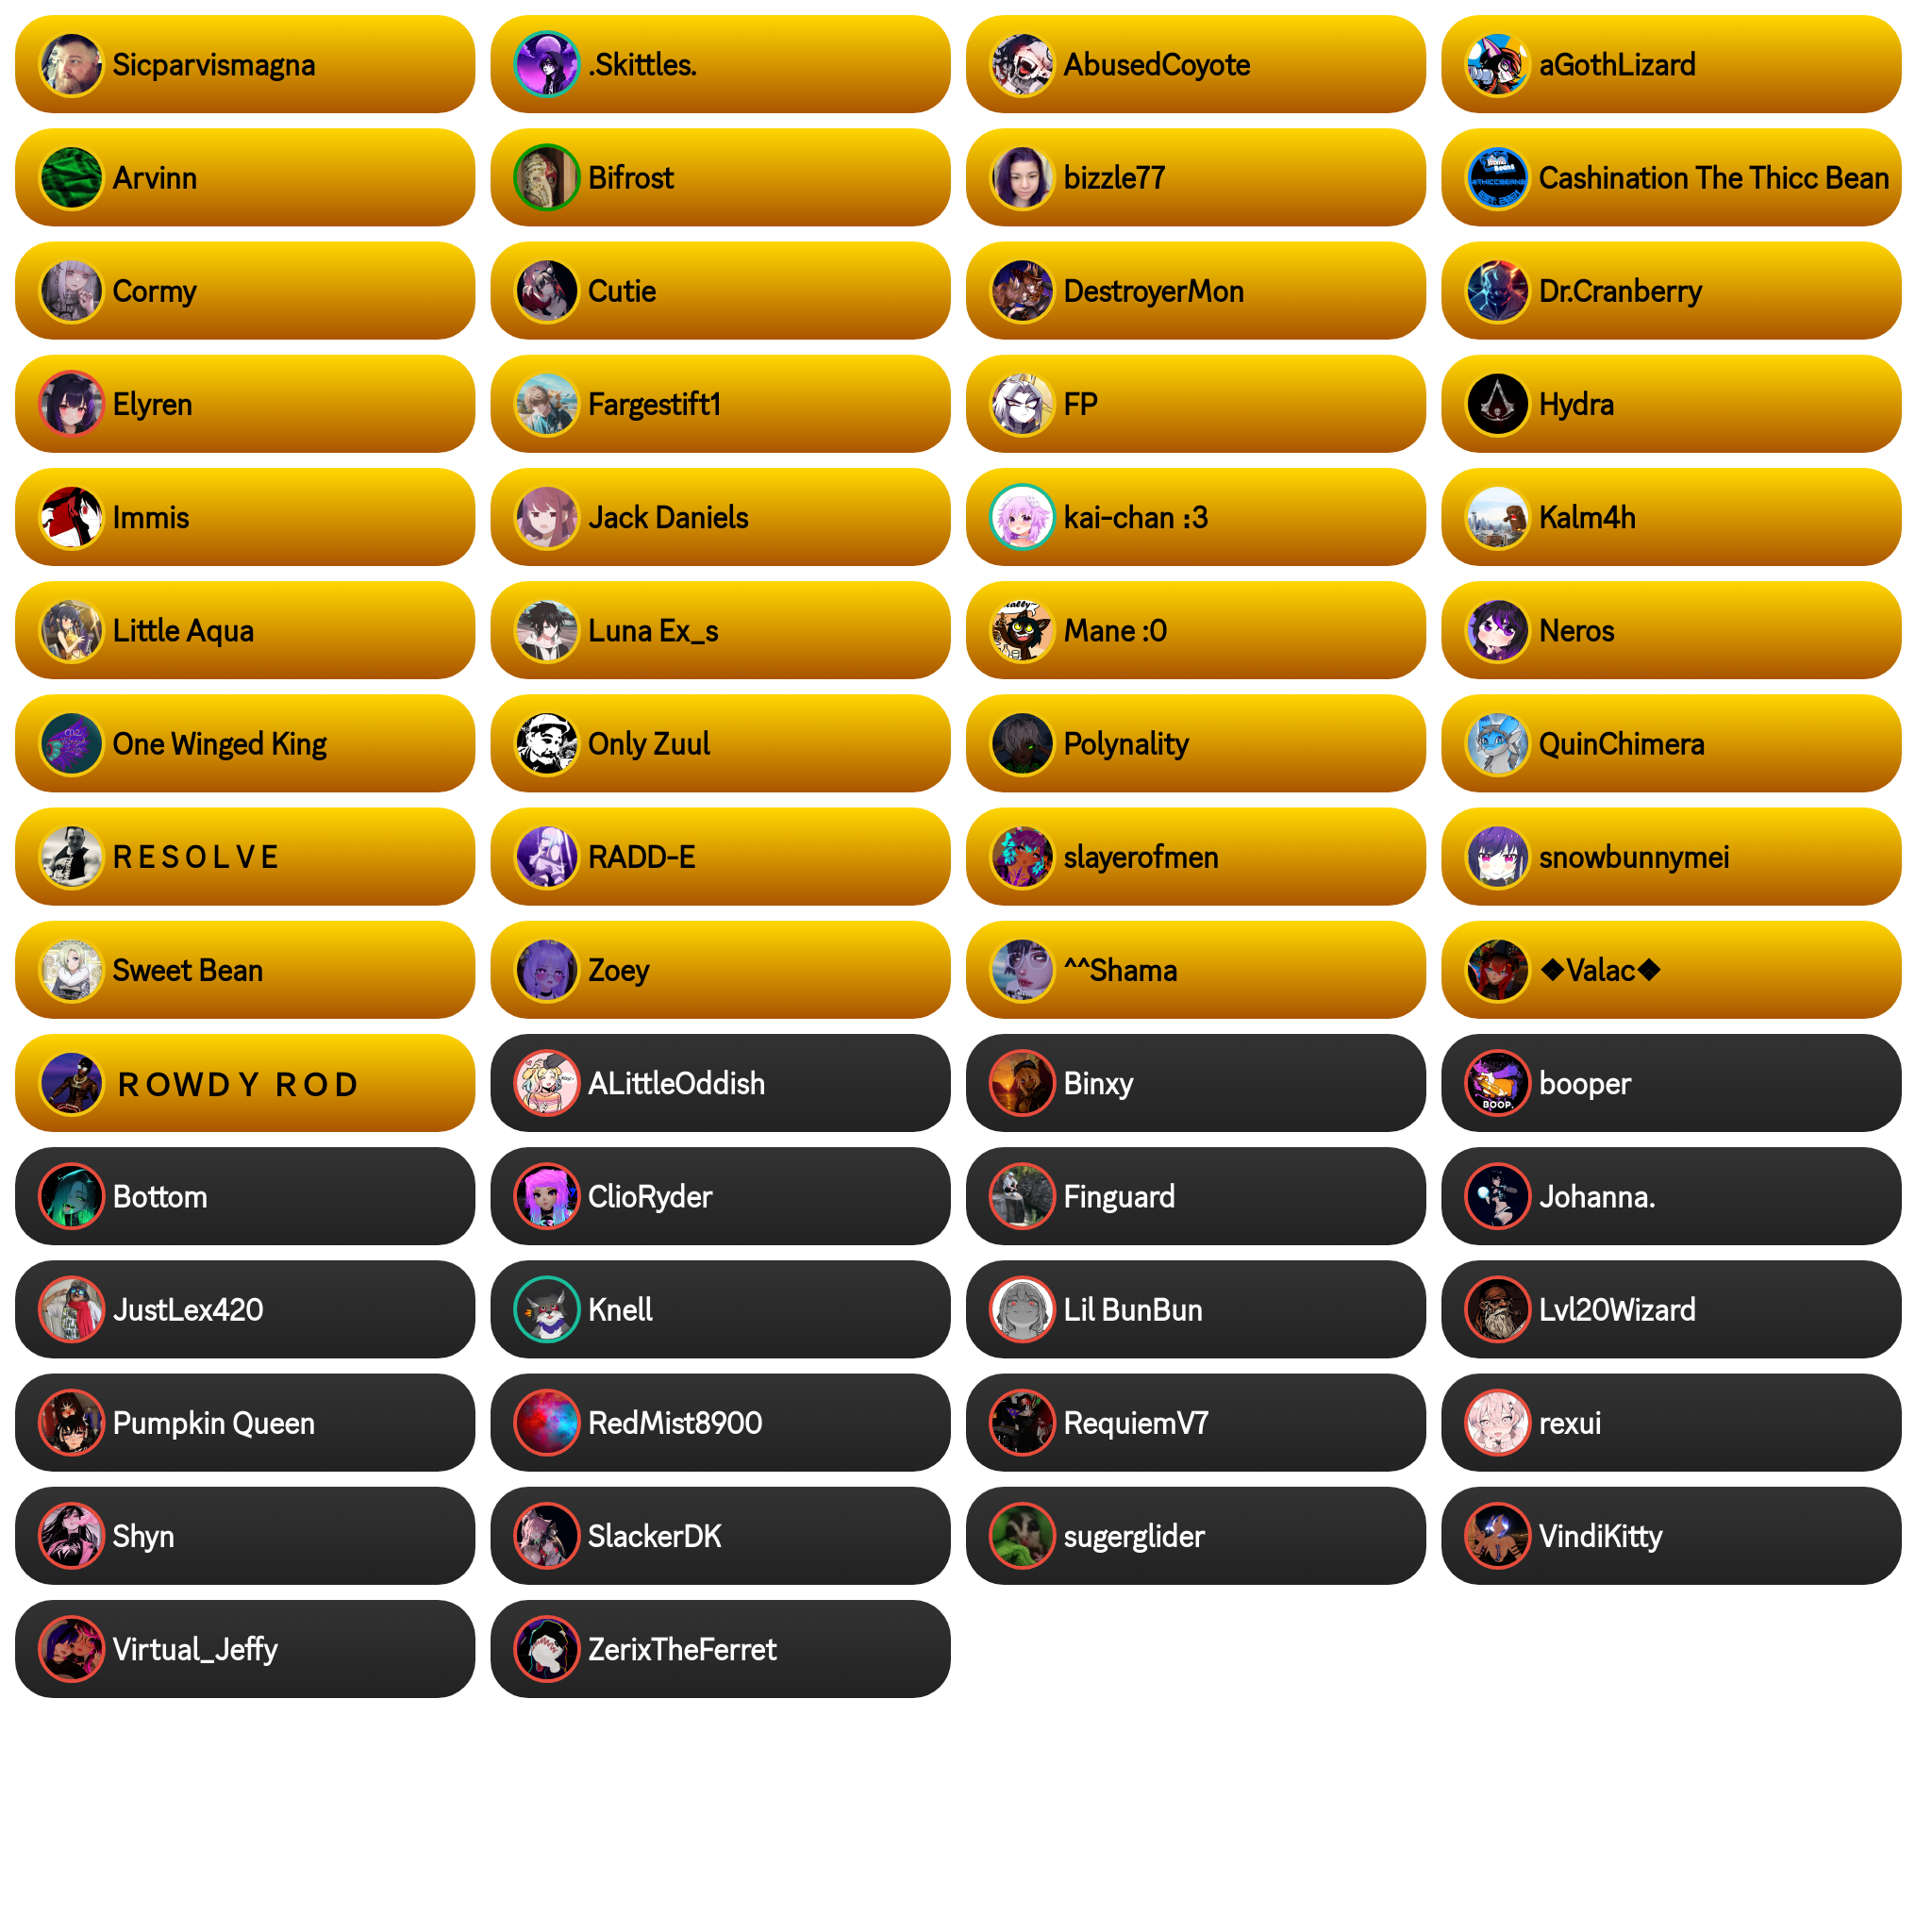 Sicparvismagna
.Skittles.
AbusedCoyote
aGothLizard
Arvinn
Bifrost
bizzle77
Cashination The Thicc Bean
Cormy
Cutie
DestroyerMon
Dr.Cranberry
Elyren
Fargestift1
FP
Hydra
Immis
Jack Daniels
kai-chan :3
Kalm4h
Little Aqua
Luna Ex_s
Mane :0
Neros
One Winged King
Only Zuul
Polynality
QuinChimera
R E S O L V E
RADD-E
slayerofmen
snowbunnymei
Sweet Bean
Zoey
^^Shama
❖Valac❖
R O W D Y  R O D
ALittleOddish
Binxy
booper
BOOP.
Bottom
ClioRyder
Finguard
Johanna.
JustLex420
Knell
Lil BunBun
Lvl20Wizard
Pumpkin Queen
RedMist8900
RequiemV7
rexui
Shyn
SlackerDK
sugerglider
VindiKitty
Virtual_Jeffy
ZerixTheFerret